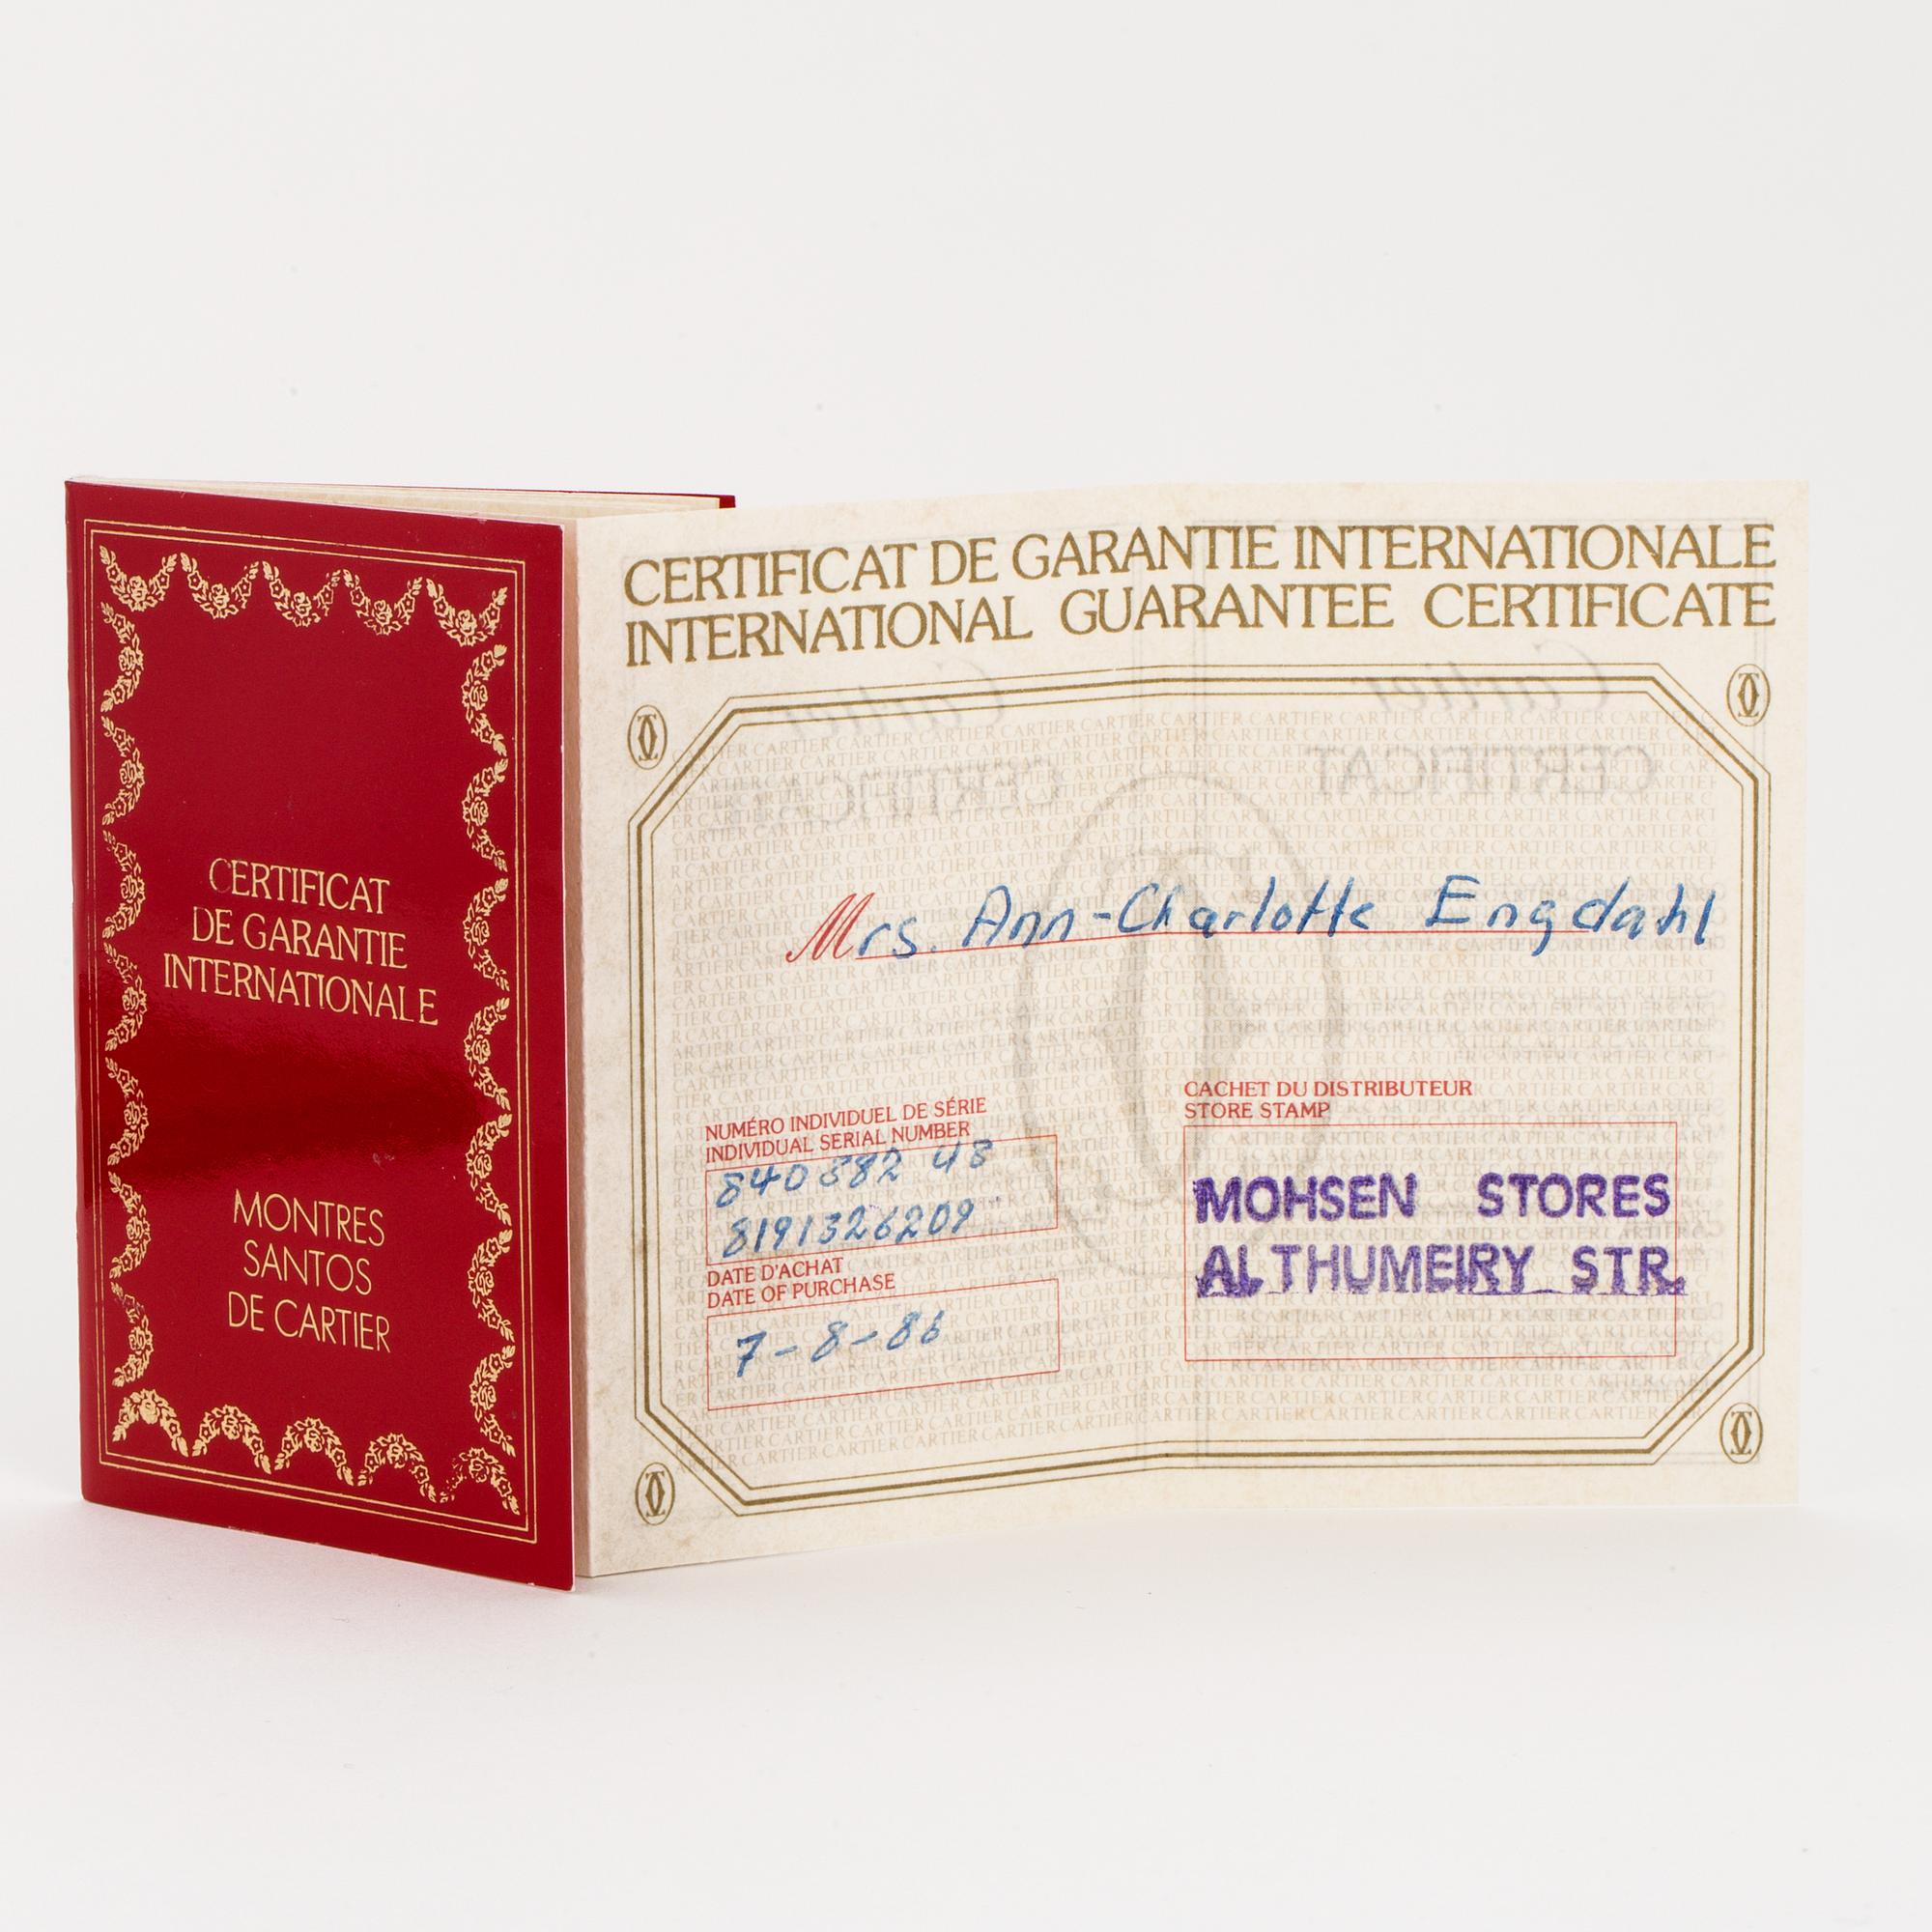 CERTIFICAT
DE GARANTIE
INTERNATIONALE
MONTRES
SANTOS
DE CARTIER
CERTIFICAT DE GARANTIE INTERNATIONALE
INTERNATIONAL GUARANTEE CERTIFICATE
Mrs. Ann-Charlotte Engdahl
NUMÉRO INDIVIDUEL DE SÉRIE
INDIVIDUAL SERIAL NUMBER
8191326209
DATE D'ACHAT
DATE OF PURCHASE
7-8-86
CACHET DU DISTRIBUTEUR
STORE STAMP
MOHSEN STORES
ALTHUMEIRY STR.